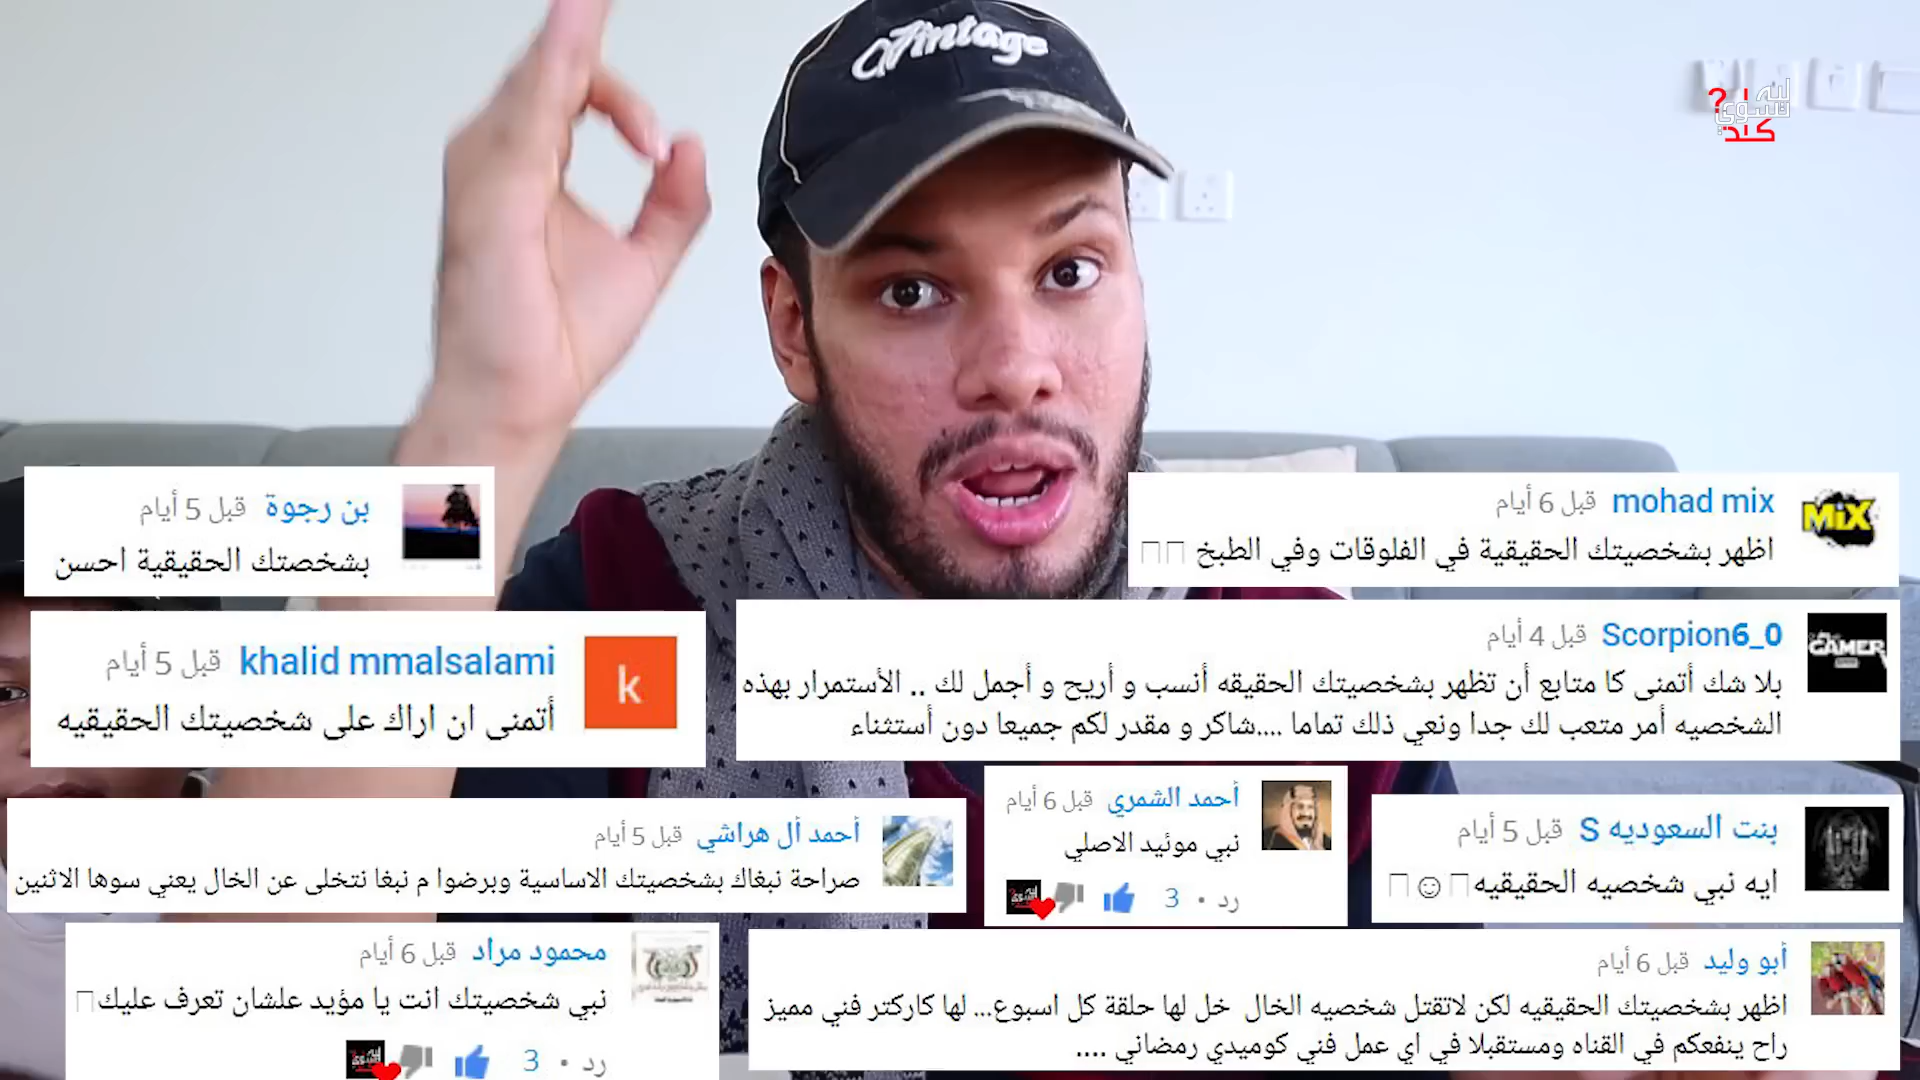 Vintage
ليه
تسوي
كذا؟
بن رجوة قبل 5 أيام
بشخصتك الحقيقية احسن
MiX
mohad mix قبل 6 أيام
اظهر بشخصيتك الحقيقية في الفلوقات وفي الطبخ
k
khalid mmalsalami قبل 5 أيام
أتمنى ان اراك على شخصيتك الحقيقيه
GAMER
Scorpion6_0 قبل 4 أيام
بلا شك أتمنى كا متابع أن تظهر بشخصيتك الحقيقه أنسب و أريح و أجمل لك .. الأستمرار بهذه
الشخصيه أمر متعب لك جدا ونعي ذلك تماما ....شاكر و مقدر لكم جميعا دون أستثناء
أحمد أل هراشي قبل 5 أيام
صراحة نبغاك بشخصيتك الاساسية وبرضوا م نبغا نتخلى عن الخال يعني سوها الاثنين
أحمد الشمري قبل 6 أيام
نبي موئيد الاصلي
رد • 3
بنت السعوديه S قبل 5 أيام
ايه نبي شخصيه الحقيقيه☺
محمود مراد قبل 6 أيام
نبي شخصيتك انت يا مؤيد علشان تعرف عليك
رد • 3
أبو وليد قبل 6 أيام
اظهر بشخصيتك الحقيقيه لكن لاتقتل شخصيه الخال خل لها حلقة كل اسبوع... لها كاركتر فني مميز
راح ينفعكم في القناه ومستقبلا في اي عمل فني كوميدي رمضاني ....